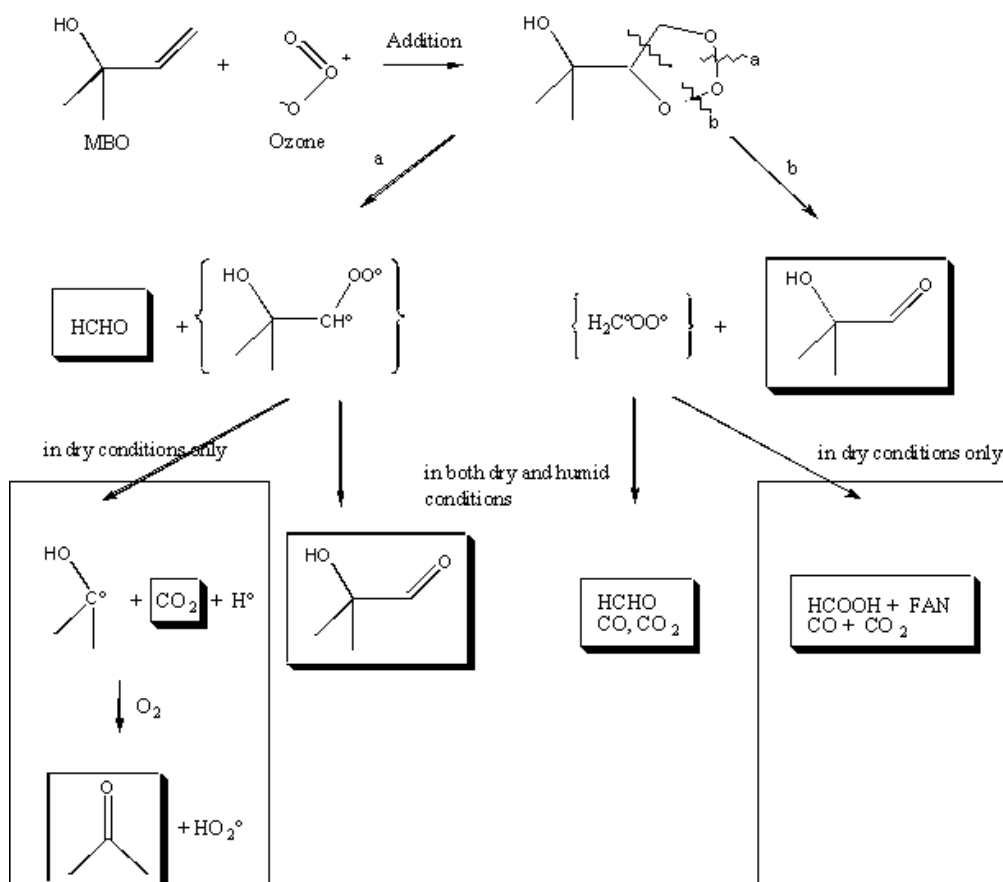 HO
O
O
+
-O
+
MBO
Ozone
Addition
HO
O
a
O
O
b
a
b
HCHO
+
HO
OO°
CH°
H₂C°OO°
+
HO
O
in dry conditions only
in both dry and humid
conditions
in dry conditions only
HO
C°
+ CO₂ + H°
O₂
O
+ HO₂°
HO
O
HCHO
CO, CO₂
HCOOH + FAN
CO + CO₂